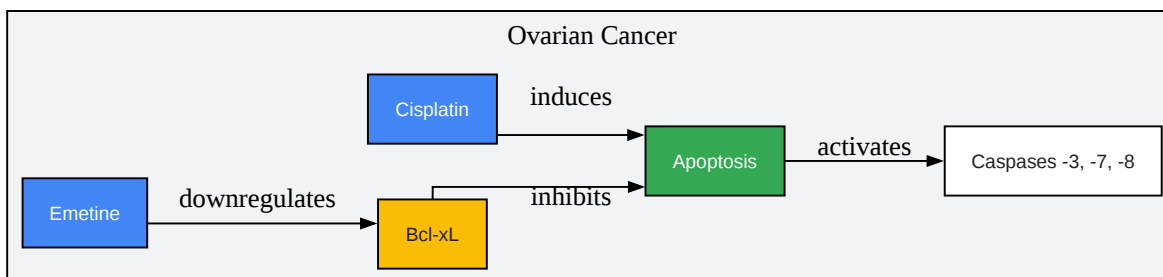 Ovarian Cancer
Cisplatin
induces
Apoptosis
activates
Caspases -3, -7, -8
Emetine
downregulates
Bcl-xL
inhibits